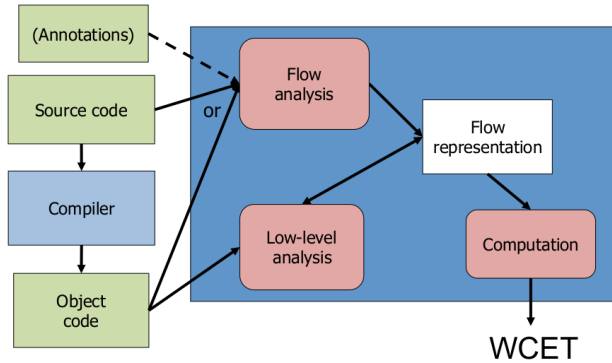 (Annotations)
Source code
Compiler
Object
code
or
Flow
analysis
Low-level
analysis
Flow
representation
Computation
WCET